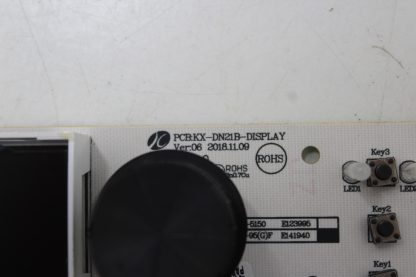 PCB:KX-DN21B-DISPLAY
Ver:06 2018.11.09
ROHS
ROHS
Key3
LED1
Key2
-5150 E123995
-95(G)F E141940
Key1